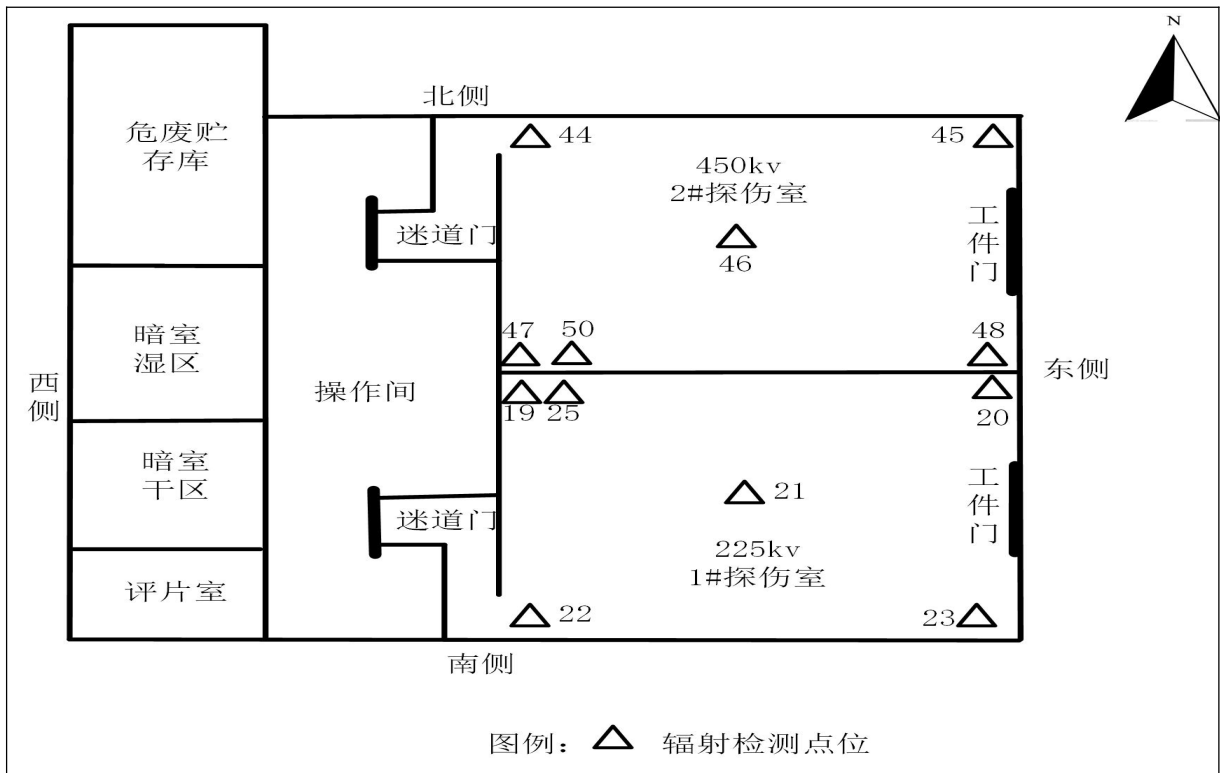 N
北侧
危废贮
存库
44
45
450kv
2#探伤室
迷道门
46
工
件
门
47
50
48
暗室
湿区
西
侧
操作间
东侧
19
25
20
暗室
干区
21
工
件
门
迷道门
225kv
1#探伤室
评片室
22
23
南侧
图例: 辐射检测点位